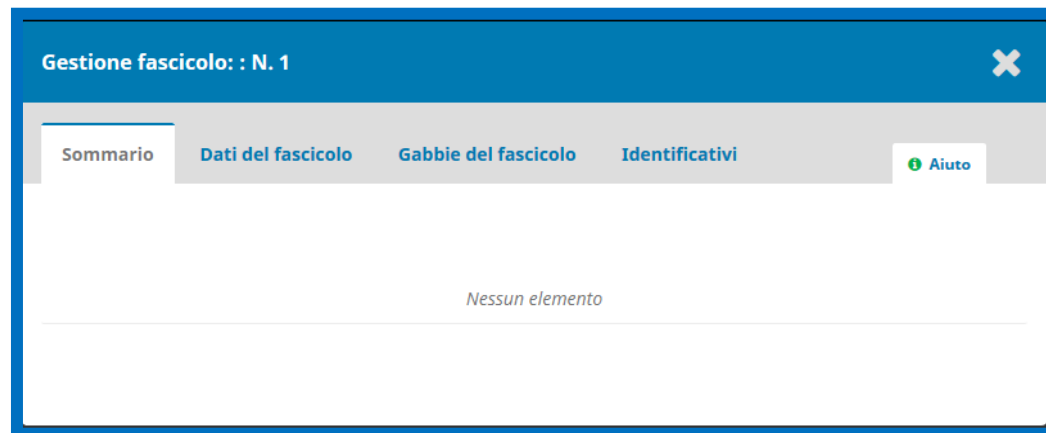 Gestione fascicolo: : N. 1
Sommario Dati del fascicolo Gabbie del fascicolo Identificativi Aiuto
Nessun elemento